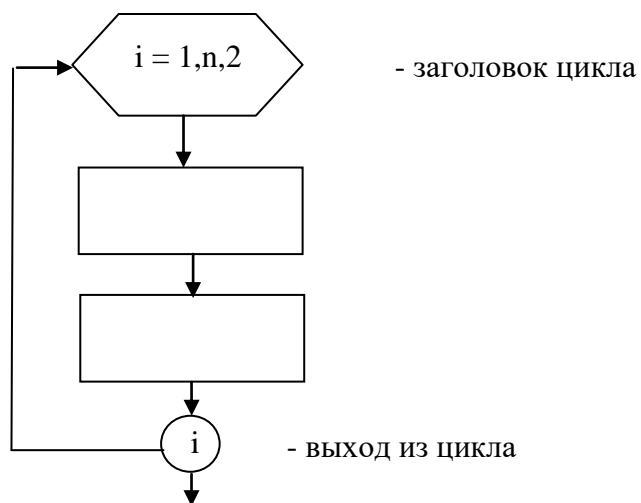 i = 1,n,2
- заголовок цикла
i
- выход из цикла